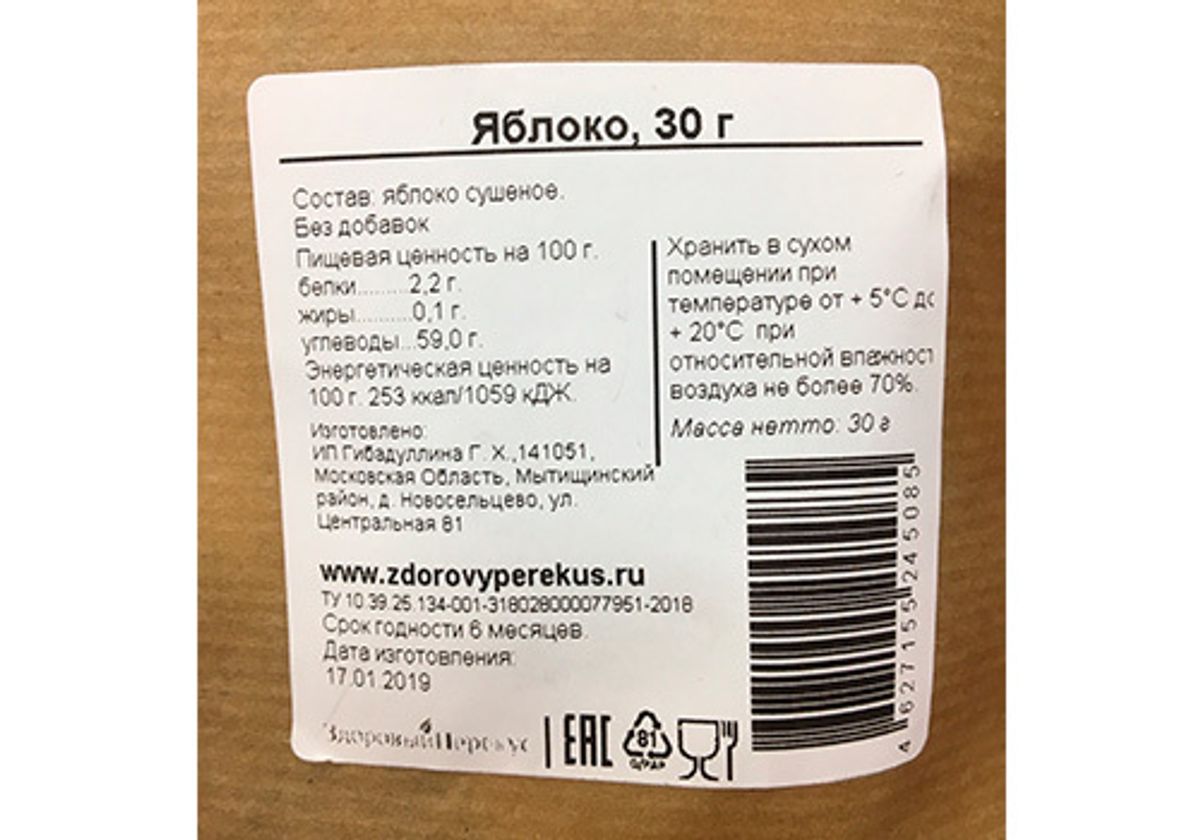 Яблоко, 30 г
Состав: яблоко сушеное.
Без добавок
Пищевая ценность на 100 г.
белки.........2,2 г.
жиры..........0,1 г.
углеводы...59,0 г.
Энергетическая ценность на
100 г. 253 ккал/1059 кДЖ.
Изготовлено:
ИП Гибадуллина Г. Х.,141051,
Московская Область, Мытищинский
район, д. Новосельцево, ул.
Центральная 81
www.zdorovyperekus.ru
ТУ 10.39.25.134-001-318028000077951-2018
Срок годности 6 месяцев.
Дата изготовления:
17.01.2019
ЗдоровыйПерекус
EAC
81
Хранить в сухом
помещении при
температуре от + 5°C до
+ 20°C при
относительной влажност
воздуха не более 70%.
Масса нетто: 30 г
4627155245085